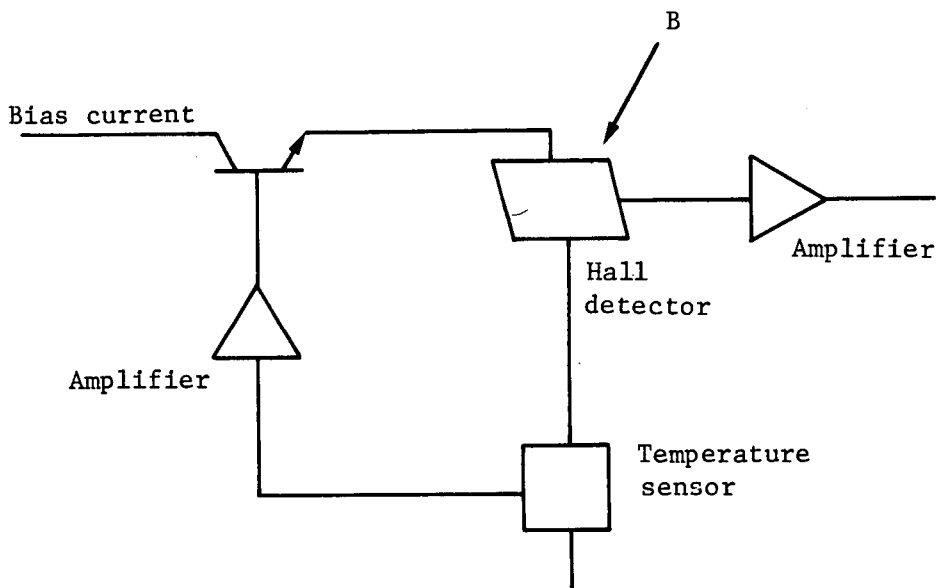 B
Bias current
Amplifier
Hall
detector
Amplifier
Temperature
sensor